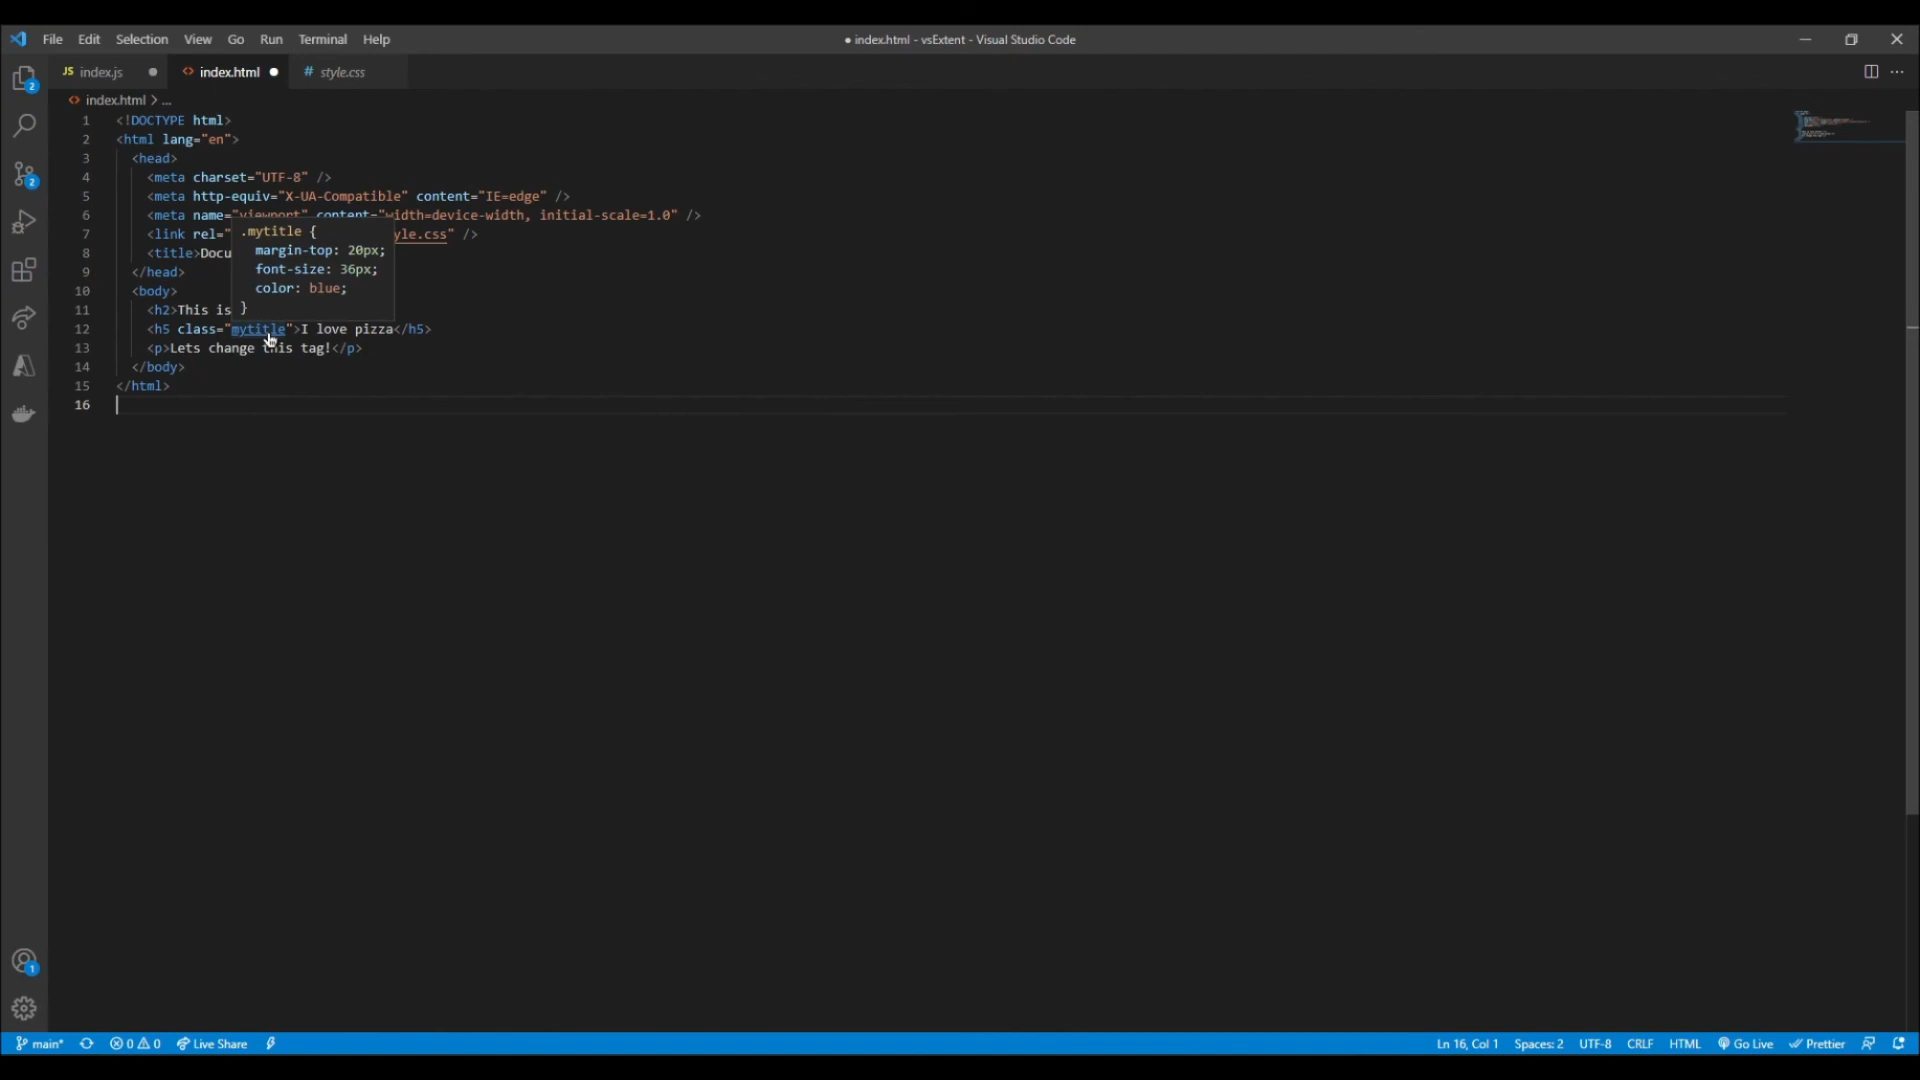 File Edit Selection View Go Run Terminal Help
● index.html - vsExtent - Visual Studio Code
JS index.js ● <> index.html ● # style.css
2
<> index.html > ...
1 <!DOCTYPE html>
2 <html lang="en">
3 <head>
4 <meta charset="UTF-8" />
5 <meta http-equiv="X-UA-Compatible" content="IE=edge" />
6 <meta name="viewport" content="width=device-width, initial-scale=1.0" />
7 <link rel=" yle.css" />
8 <title>Docu
9 </head>
10 <body>
11 <h2>This is
12 <h5 class="mytitle">I love pizza</h5>
13 <p>Lets change this tag!</p>
14 </body>
15 </html>
16
.mytitle {
margin-top: 20px;
font-size: 36px;
color: blue;
}
2
1
main* 0 0 Live Share Ln 16, Col 1 Spaces: 2 UTF-8 CRLF HTML Go Live Prettier